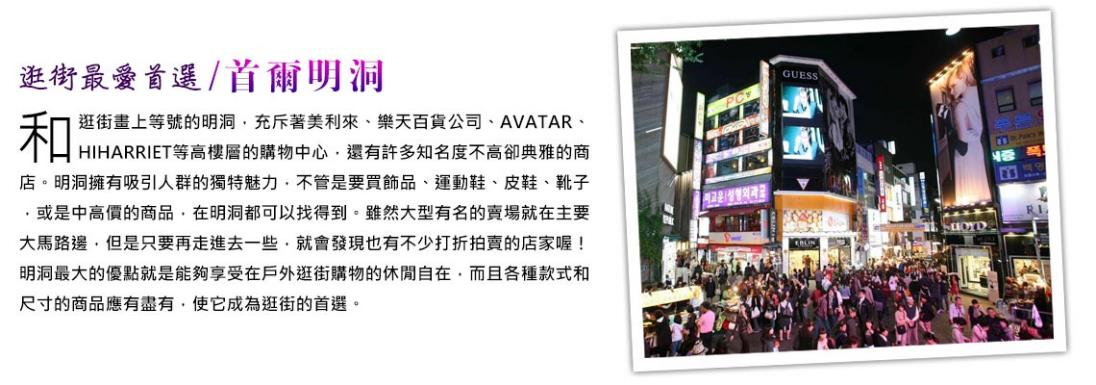 逛街最愛首選/首爾明洞
和逛街畫上等號的明洞，充斥著美利來、樂天百貨公司、AVATAR、
HIHARRIET等高樓層的購物中心，還有許多知名度不高卻典雅的商
店。明洞擁有吸引人群的獨特魅力，不管是要買飾品、運動鞋、皮鞋、靴子
，或是中高價的商品，在明洞都可以找得到。雖然大型有名的賣場就在主要
大馬路邊，但是只要再走進去一些，就會發現也有不少打折拍賣的店家喔！
明洞最大的優點就是能夠享受在戶外逛街購物的休閒自在，而且各種款式和
尺寸的商品應有盡有，使它成為逛街的首選。
GUESS
PC
성형외과
EBLIN